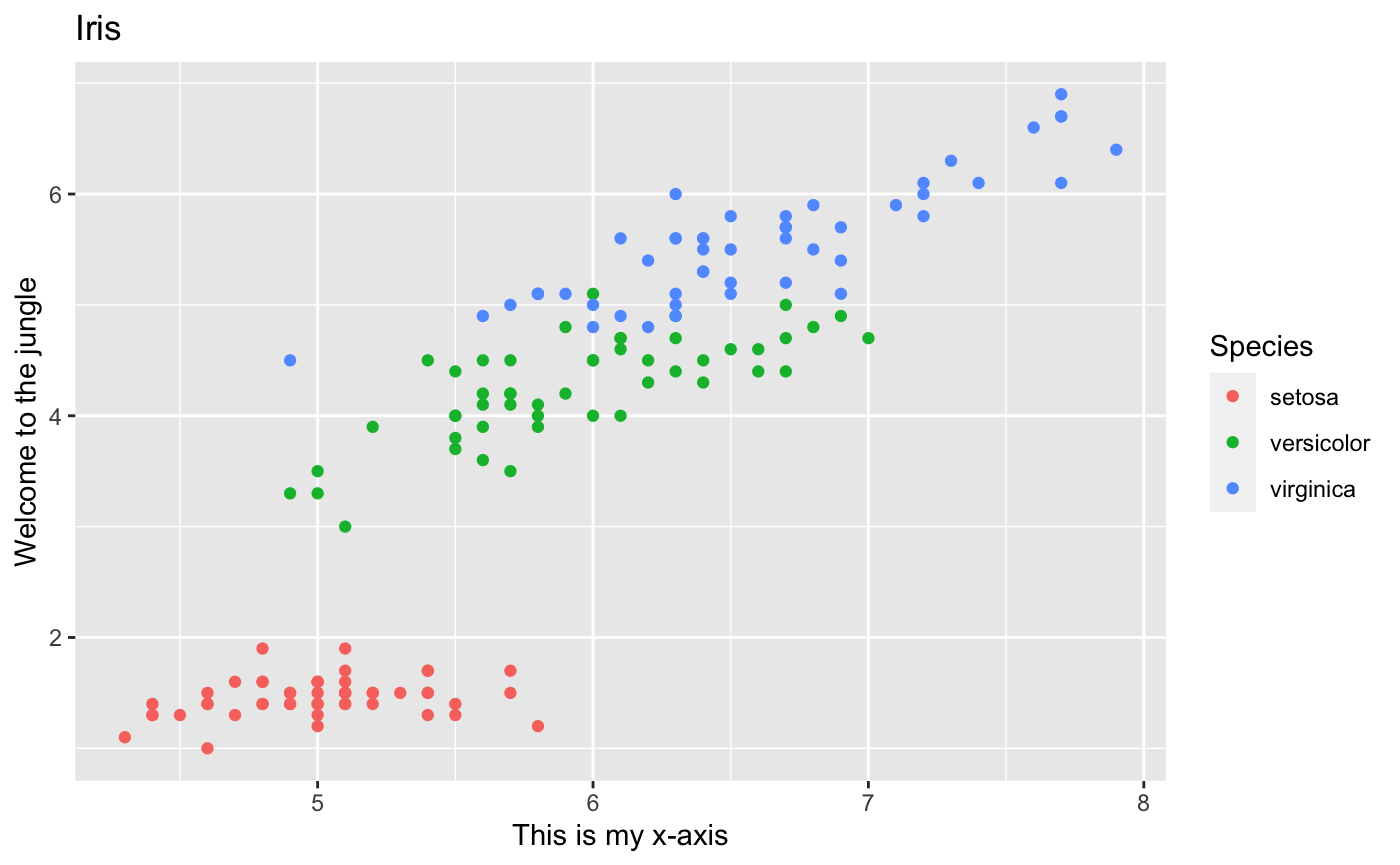 Iris
Welcome to the jungle
6
4
2
5 6 7 8
This is my x-axis
Species
setosa
versicolor
virginica